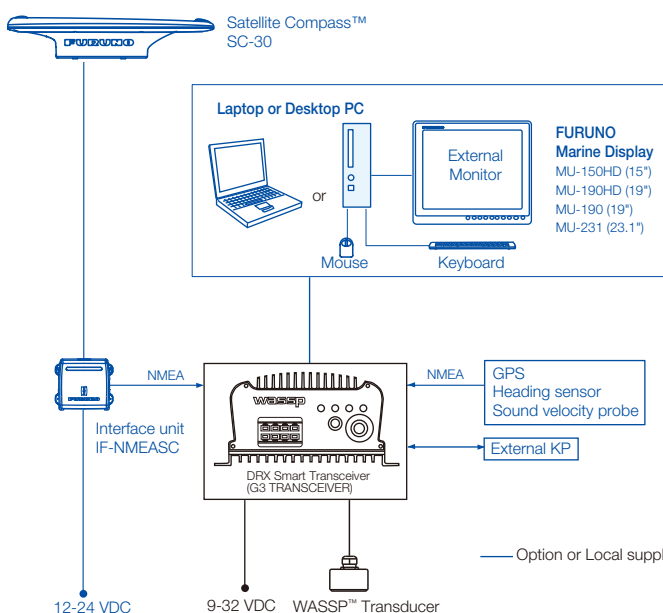 Satellite Compass™
SC-30
FURUNO
Laptop or Desktop PC
or
External
Monitor
Mouse
Keyboard
FURUNO
Marine Display
MU-150HD (15")
MU-190HD (19")
MU-190 (19")
MU-231 (23.1")
NMEA
Interface unit
IF-NMEASC
wassp
DRX Smart Transceiver
(G3 TRANSCEIVER)
NMEA
GPS
Heading sensor
Sound velocity probe
External KP
Option or Local suppl
12-24 VDC
9-32 VDC
WASSP™ Transducer